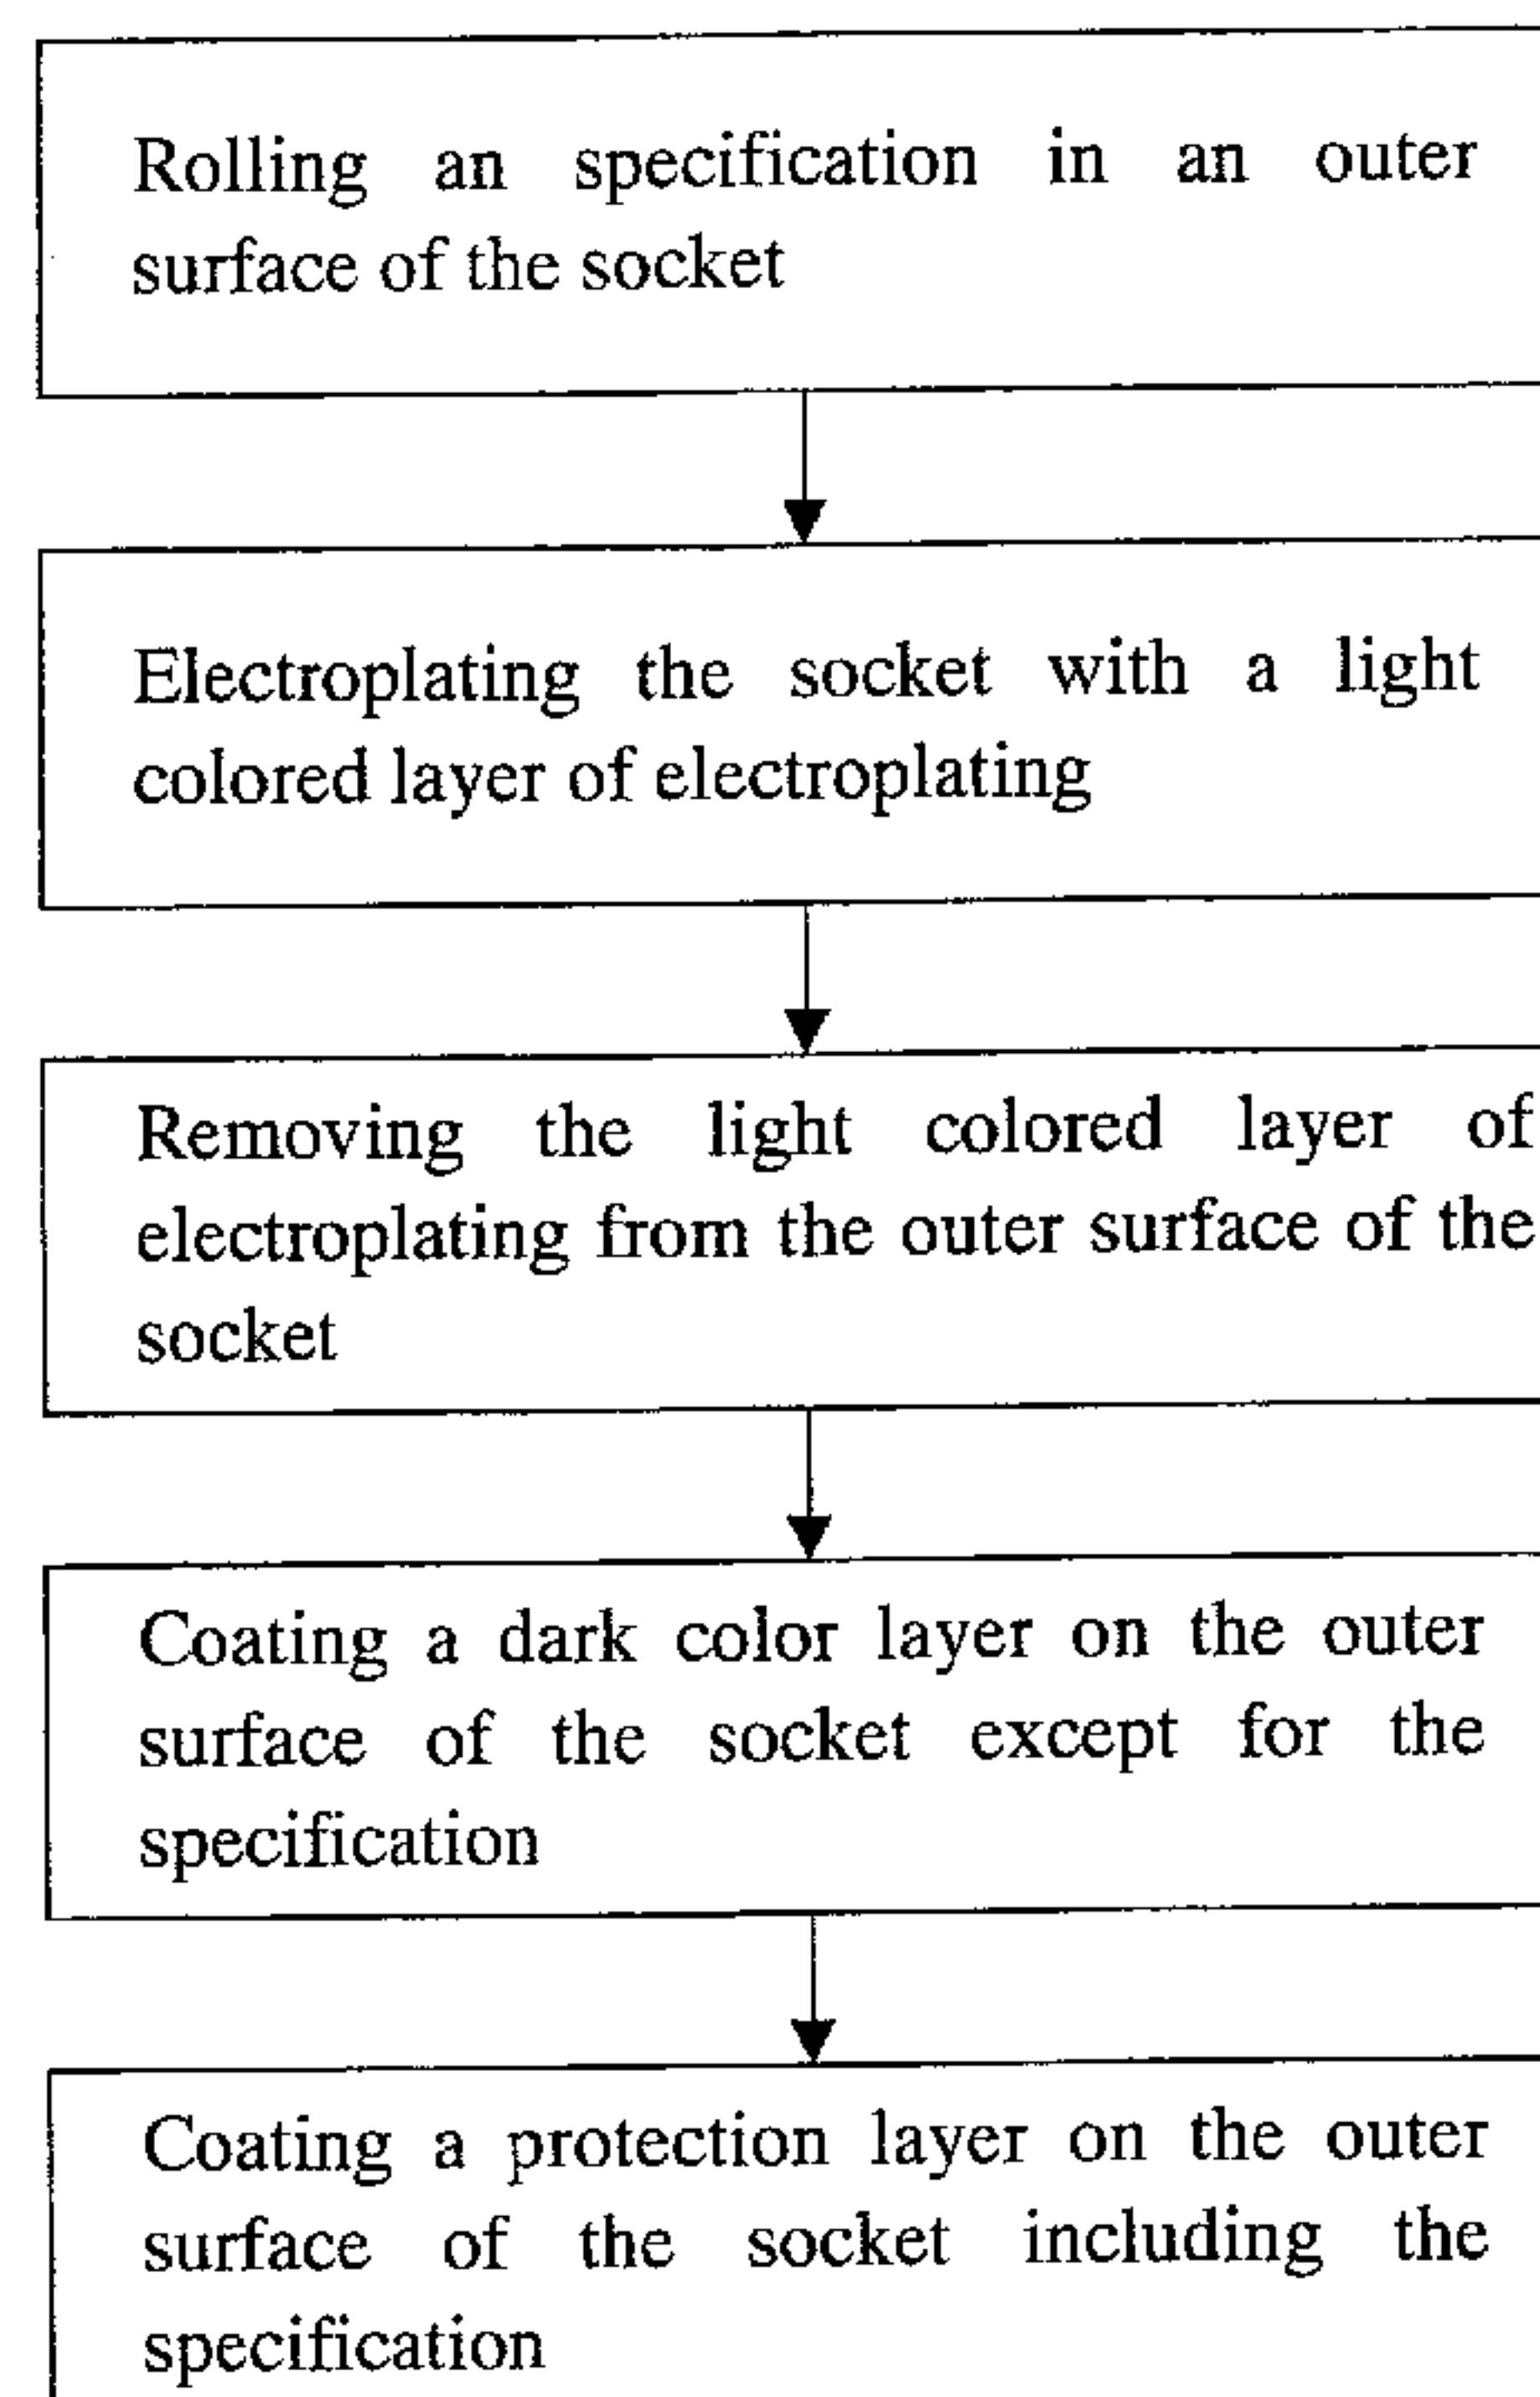 Rolling an specification in an outer
surface of the socket
Electroplating the socket with a light
colored layer of electroplating
Removing the light colored layer of
electroplating from the outer surface of the
socket
Coating a dark color layer on the outer
surface of the socket except for the
specification
Coating a protection layer on the outer
surface of the socket including the
specification